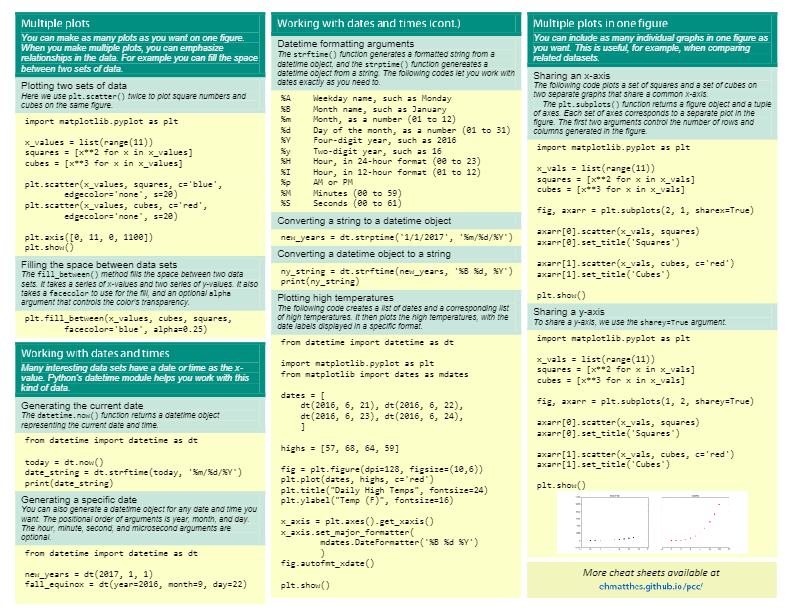 Multiple plots
You can make as many plots as you want on one figure.
When you make multiple plots, you can emphasize
relationships in the data. For example you can fill the space
between two sets of data.
Plotting two sets of data
Here we use plt.scatter() twice to plot square numbers and
cubes on the same figure.
import matplotlib.pyplot as plt
x_values = list(range(11))
squares = [x**2 for x in x_values]
cubes = [x**3 for x in x_values]
plt.scatter(x_values, squares, c='blue',
edgecolor='none', s=20)
plt.scatter(x_values, cubes, c='red',
edgecolor='none', s=20)
plt.axis([0, 11, 0, 1100])
plt.show()
Filling the space between data sets
The fill_between() method fills the space between two data
sets. It takes a series of x-values and two series of y-values. It also
takes a facecolor to use for the fill, and an optional alpha
argument that controls the color's transparency.
plt.fill_between(x_values, cubes, squares,
facecolor='blue', alpha=0.25)
Working with dates and times
Many interesting data sets have a date or time as the x-
value. Python's datetime module helps you work with this
kind of data.
Generating the current date
The datetime.now() function returns a datetime object
representing the current date and time.
from datetime import datetime as dt
today = dt.now()
date_string = dt.strftime(today, '%m/%d/%Y')
print(date_string)
Generating a specific date
You can also generate a datetime object for any date and time you
want. The positional order of arguments is year, month, and day.
The hour, minute, second, and microsecond arguments are
optional.
from datetime import datetime as dt
new_years = dt(2017, 1, 1)
fall_equinox = dt(year=2016, month=9, day=22)
Working with dates and times (cont.)
Datetime formatting arguments
The strftime() function generates a formatted string from a
datetime object, and the strptime() function genereates a
datetime object from a string. The following codes let you work with
dates exactly as you need to.
%A Weekday name, such as Monday
%B Month name, such as January
%m Month, as a number (01 to 12)
%d Day of the month, as a number (01 to 31)
%Y Four-digit year, such as 2016
%y Two-digit year, such as 16
%H Hour, in 24-hour format (00 to 23)
%I Hour, in 12-hour format (01 to 12)
%p AM or PM
%M Minutes (00 to 59)
%S Seconds (00 to 61)
Converting a string to a datetime object
new_years = dt.strptime('1/1/2017', '%m/%d/%Y')
Converting a datetime object to a string
ny_string = dt.strftime(new_years, '%B %d, %Y')
print(ny_string)
Plotting high temperatures
The following code creates a list of dates and a corresponding list
of high temperatures. It then plots the high temperatures, with the
date labels displayed in a specific format.
from datetime import datetime as dt
import matplotlib.pyplot as plt
from matplotlib import dates as mdates
dates = [
dt(2016, 6, 21), dt(2016, 6, 22),
dt(2016, 6, 23), dt(2016, 6, 24),
]
highs = [57, 68, 64, 59]
fig = plt.figure(dpi=128, figsize=(10,6))
plt.plot(dates, highs, c='red')
plt.title("Daily High Temps", fontsize=24)
plt.ylabel("Temp (F)", fontsize=16)
x_axis = plt.axes().get_xaxis()
x_axis.set_major_formatter(
mdates.DateFormatter('%B %d %Y')
)
fig.autofmt_xdate()
plt.show()
Multiple plots in one figure
You can include as many individual graphs in one figure as
you want. This is useful, for example, when comparing
related datasets.
Sharing an x-axis
The following code plots a set of squares and a set of cubes on
two separate graphs that share a common x-axis.
The plt.subplots() function returns a figure object and a tuple
of axes. Each set of axes corresponds to a separate plot in the
figure. The first two arguments control the number of rows and
columns generated in the figure.
import matplotlib.pyplot as plt
x_vals = list(range(11))
squares = [x**2 for x in x_vals]
cubes = [x**3 for x in x_vals]
fig, axarr = plt.subplots(2, 1, sharex=True)
axarr[0].scatter(x_vals, squares)
axarr[0].set_title('Squares')
axarr[1].scatter(x_vals, cubes, c='red')
axarr[1].set_title('Cubes')
plt.show()
Sharing a y-axis
To share a y-axis, we use the sharey=True argument.
import matplotlib.pyplot as plt
x_vals = list(range(11))
squares = [x**2 for x in x_vals]
cubes = [x**3 for x in x_vals]
fig, axarr = plt.subplots(1, 2, sharey=True)
axarr[0].scatter(x_vals, squares)
axarr[0].set_title('Squares')
axarr[1].scatter(x_vals, cubes, c='red')
axarr[1].set_title('Cubes')
plt.show()
More cheat sheets available at
ehmatthes.github.io/pcc/